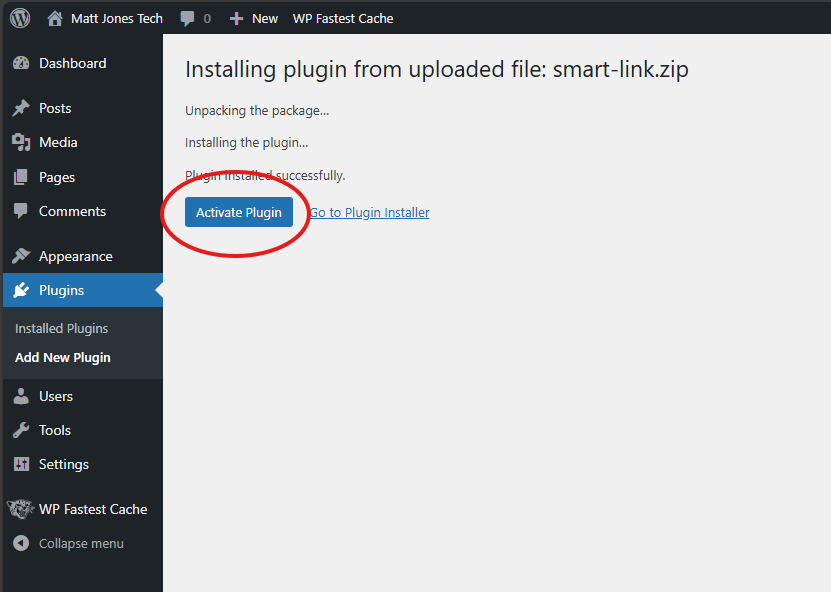 Matt Jones Tech 0 New WP Fastest Cache
Dashboard
Posts
Media
Pages
Comments
Appearance
Plugins
Installed Plugins
Add New Plugin
Users
Tools
Settings
WP Fastest Cache
Collapse menu
Installing plugin from uploaded file: smart-link.zip
Unpacking the package…
Installing the plugin…
Plugin installed successfully.
Activate Plugin Go to Plugin Installer